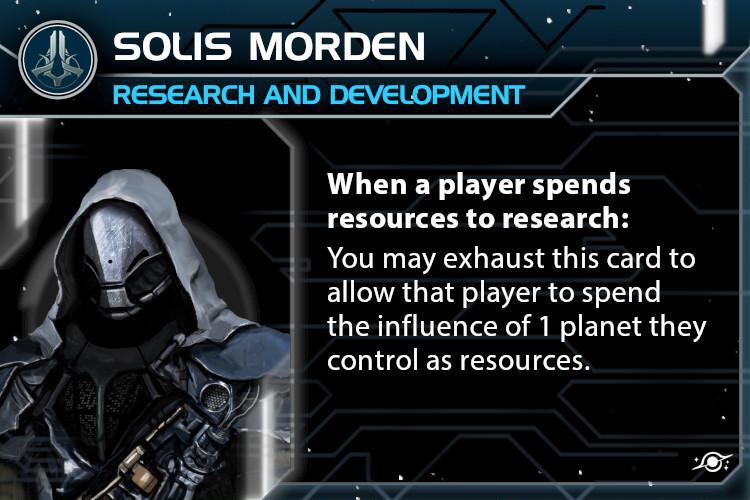 SOLIS MORDEN
RESEARCH AND DEVELOPMENT
When a player spends
resources to research:
You may exhaust this card to
allow that player to spend
the influence of 1 planet they
control as resources.